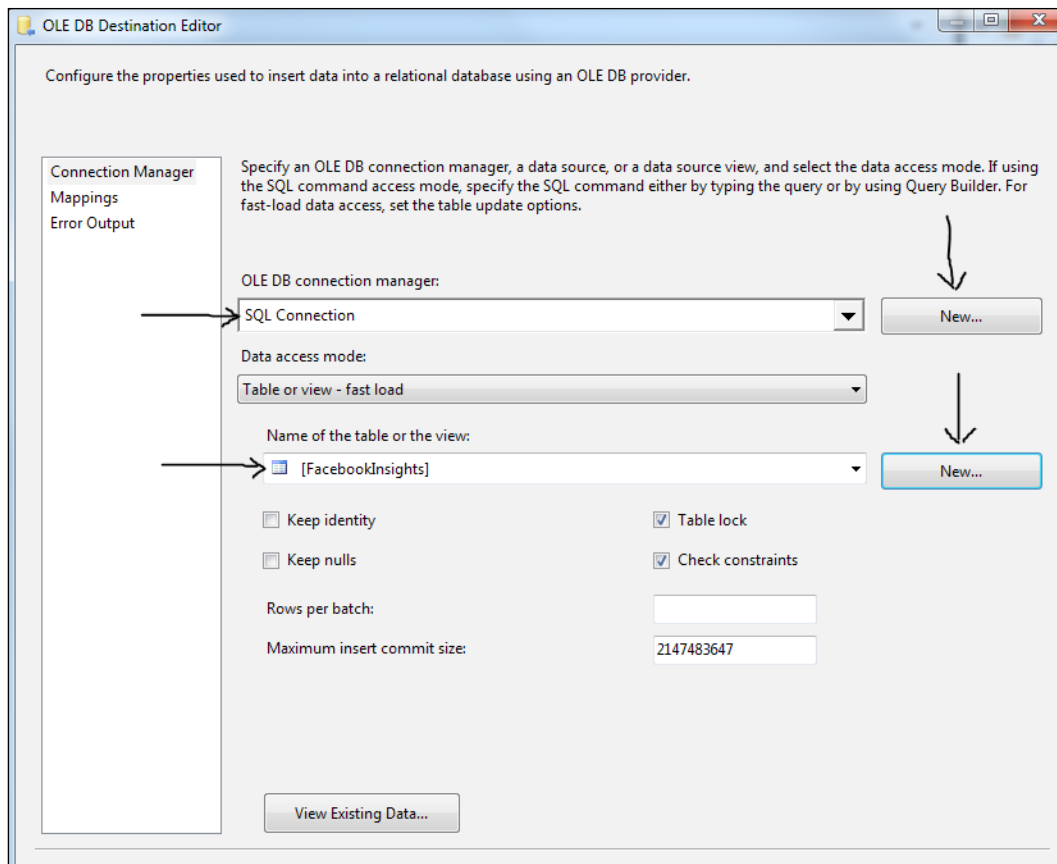 OLE DB Destination Editor
Configure the properties used to insert data into a relational database using an OLE DB provider.
Connection Manager
Mappings
Error Output
Specify an OLE DB connection manager, a data source, or a data source view, and select the data access mode. If using
the SQL command access mode, specify the SQL command either by typing the query or by using Query Builder. For
fast-load data access, set the table update options.
OLE DB connection manager:
SQL Connection
New...
Data access mode:
Table or view - fast load
Name of the table or the view:
[FacebookInsights]
New...
Keep identity
Table lock
Keep nulls
Check constraints
Rows per batch:
Maximum insert commit size:
2147483647
View Existing Data...